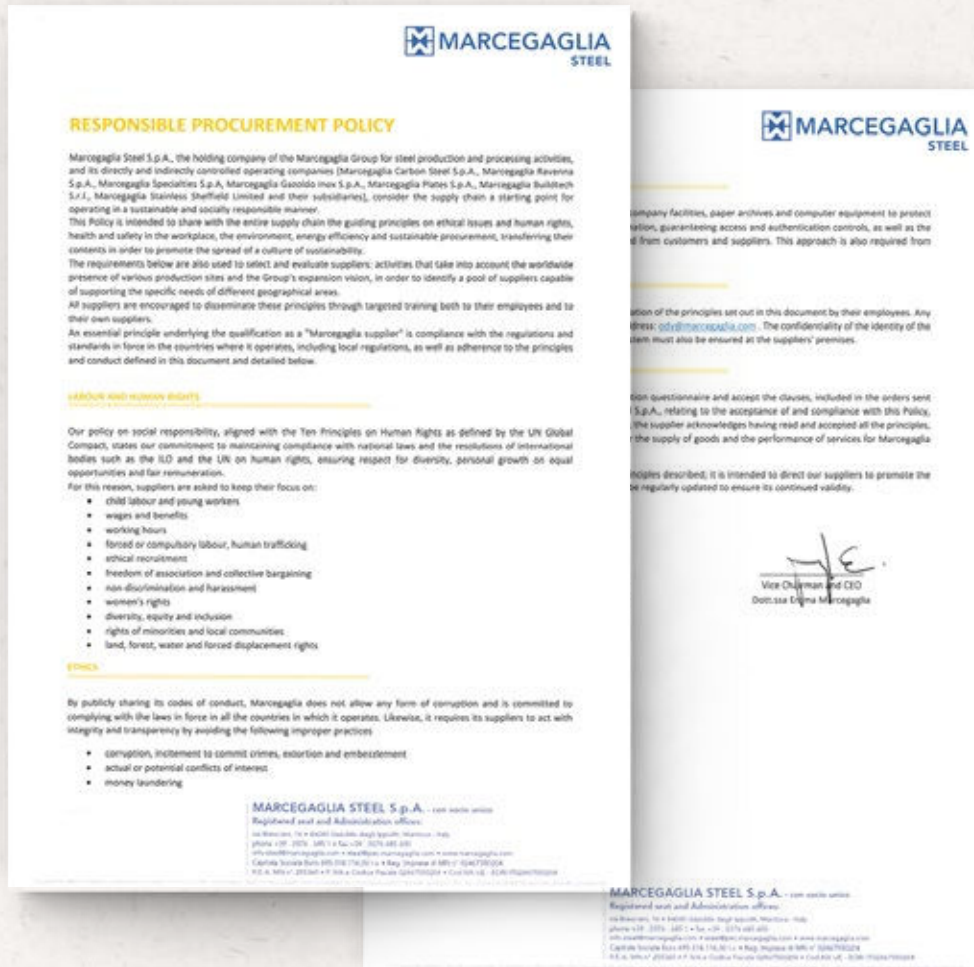 MARCEGAGLIA
STEEL
RESPONSIBLE PROCUREMENT POLICY
Marcegaglia Steel S.p.A., the holding company of the Marcegaglia Group for steel production and processing activities,
and its directly and indirectly controlled operating companies (Marcegaglia Carbon Steel S.p.A., Marcegaglia Ravenna
S.p.A., Marcegaglia Specialties S.p.A, Marcegaglia Gazoldo Inox S.p.A., Marcegaglia Plates S.p.A., Marcegaglia Buildtech
S.r.l., Marcegaglia Stainless Sheffield Limited and their subsidiaries), consider the supply chain a starting point for
operating in a sustainable and socially responsible manner.
This Policy is intended to share with the entire supply chain the guiding principles on ethical issues and human rights,
health and safety in the workplace, the environment, energy efficiency and sustainable procurement, transferring their
contents in order to promote the spread of a culture of sustainability.
The requirements below are also used to select and evaluate suppliers; activities that take into account the worldwide
presence of various production sites and the Group's expansion vision, in order to identify a pool of suppliers capable
of supporting the specific needs of different geographical areas.
All suppliers are encouraged to disseminate these principles through targeted training both to their employees and to
their own suppliers.
An essential principle underlying the qualification as a "Marcegaglia supplier" is compliance with the regulations and
standards in force in the countries where it operates, including local regulations, as well as adherence to the principles
and conduct defined in this document and detailed below.
LABOUR AND HUMAN RIGHTS
Our policy on social responsibility, aligned with the Ten Principles on Human Rights as defined by the UN Global
Compact, states our commitment to maintaining compliance with national laws and the resolutions of international
bodies such as the ILO and the UN on human rights, ensuring respect for diversity, personal growth on equal
opportunities and fair remuneration.
For this reason, suppliers are asked to keep their focus on:
• child labour and young workers
• wages and benefits
• working hours
• forced or compulsory labour, human trafficking
• ethical recruitment
• freedom of association and collective bargaining
• non discrimination and harassment
• women's rights
• diversity, equity and inclusion
• rights of minorities and local communities
• land, forest, water and forced displacement rights
ETHICS
By publicly sharing its codes of conduct, Marcegaglia does not allow any form of corruption and is committed to
complying with the laws in force in all the countries in which it operates. Likewise, it requires its suppliers to act with
integrity and transparency by avoiding the following improper practices
• corruption, incitement to commit crimes, extortion and embezzlement
• actual or potential conflicts of interest
• money laundering
MARCEGAGLIA STEEL S.p.A. - con socio unico
Registered seat and Administration offices:
MARCEGAGLIA
STEEL
company facilities, paper archives and computer equipment to protect
guaranteeing access and authentication controls, as well as the
from customers and suppliers. This approach is also required from
of the principles set out in this document by their employees. Any
The confidentiality of the identity of the
must also be ensured at the suppliers' premises.
questionnaire and accept the clauses, included in the orders sent
S.p.A., relating to the acceptance of and compliance with this Policy,
the supplier acknowledges having read and accepted all the principles,
the supply of goods and the performance of services for Marcegaglia
described; it is intended to direct our suppliers to promote the
be regularly updated to ensure its continued validity.
Vice Chairman and CEO
Dott.ssa Emma Marcegaglia
MARCEGAGLIA STEEL S.p.A. - con socio unico
Registered seat and Administration offices: